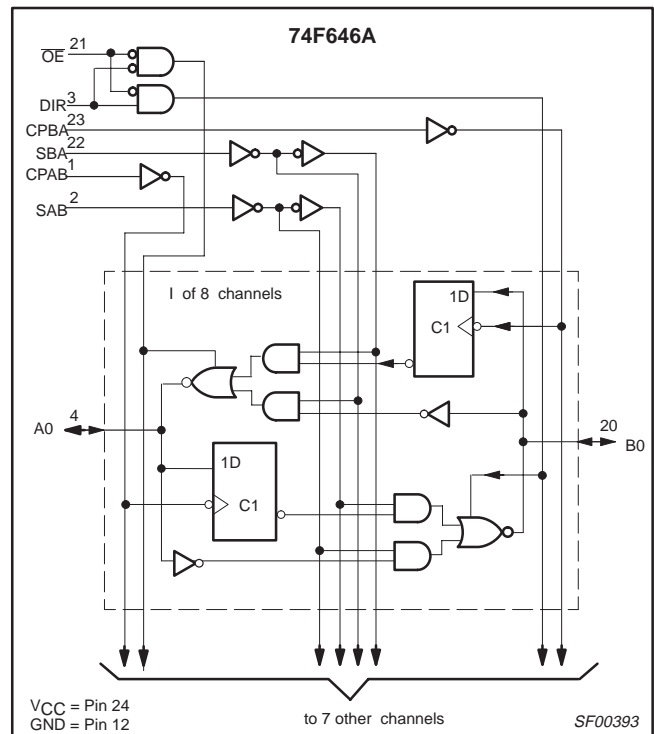 74F646A
OE 21
DIR 3
CPBA 23
SBA 22
CPAB 1
SAB 2
I of 8 channels
1D
C1
A0 4
20 B0
1D
C1
VCC = Pin 24
GND = Pin 12
to 7 other channels
SF00393